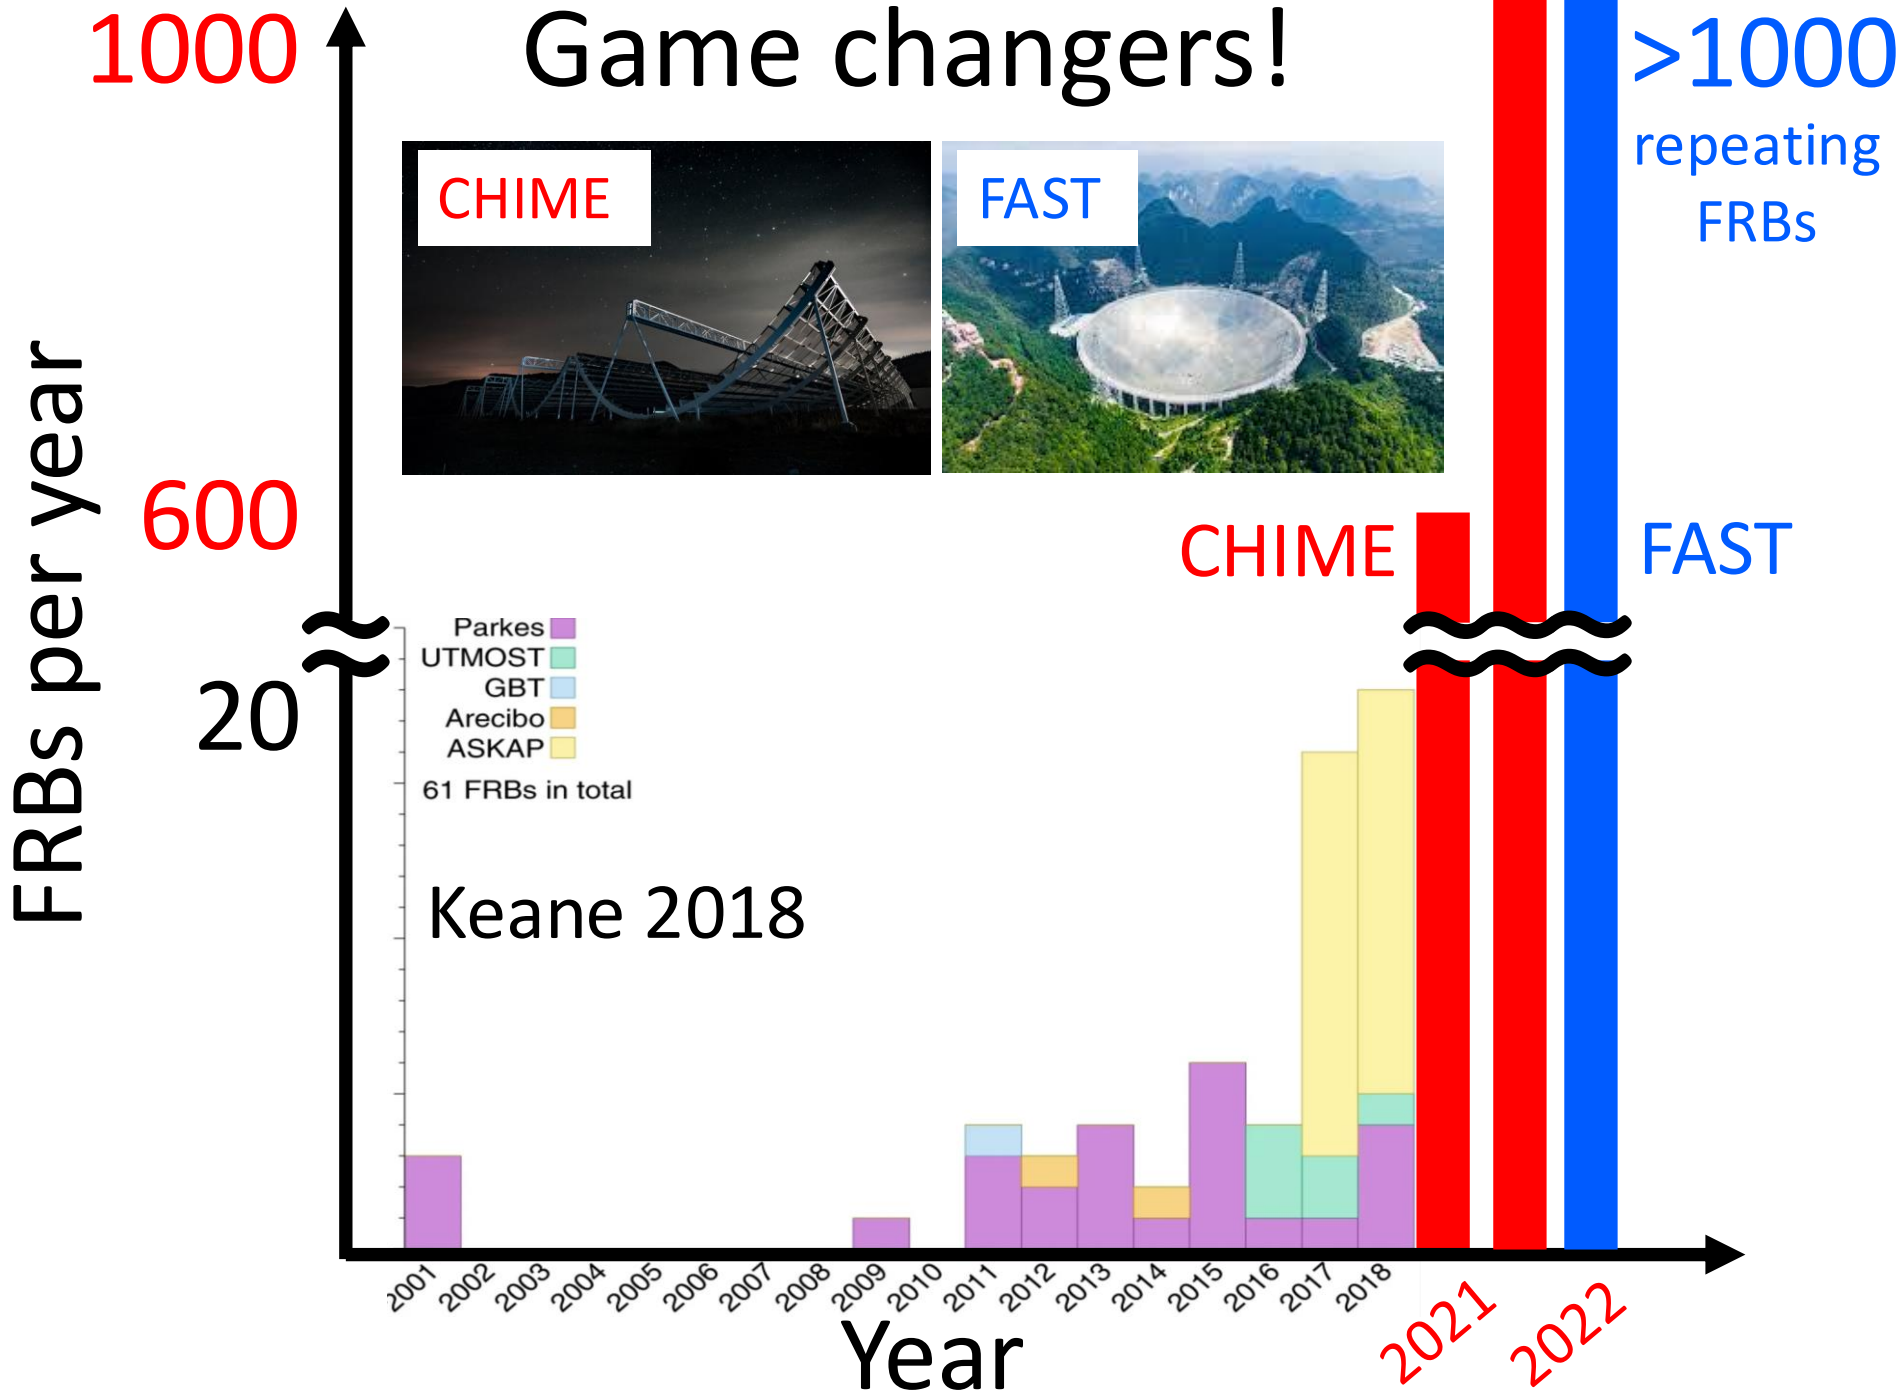 Game changers!
1000
600
20
FRBs per year
CHIME
FAST
>1000
repeating
FRBs
CHIME
FAST
Parkes
UTMOST
GBT
Arecibo
ASKAP
61 FRBs in total
Keane 2018
2001
2002
2003
2004
2005
2006
2007
2008
2009
2010
2011
2012
2013
2014
2015
2016
2017
2018
2021
2022
Year